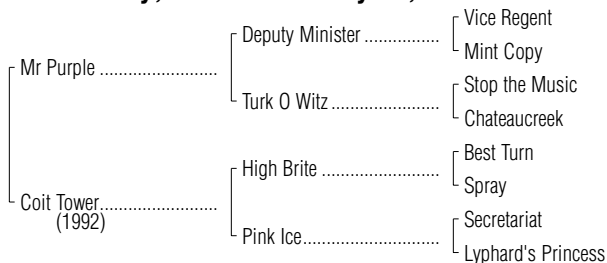 Vice Regent
Deputy Minister ................
Mint Copy
Mr Purple .........................
Stop the Music
Turk O Witz .......................
Chateaucreek
Best Turn
High Brite .........................
Spray
Coit Tower.........................
(1992)
Secretariat
Pink Ice.............................
Lyphard's Princess